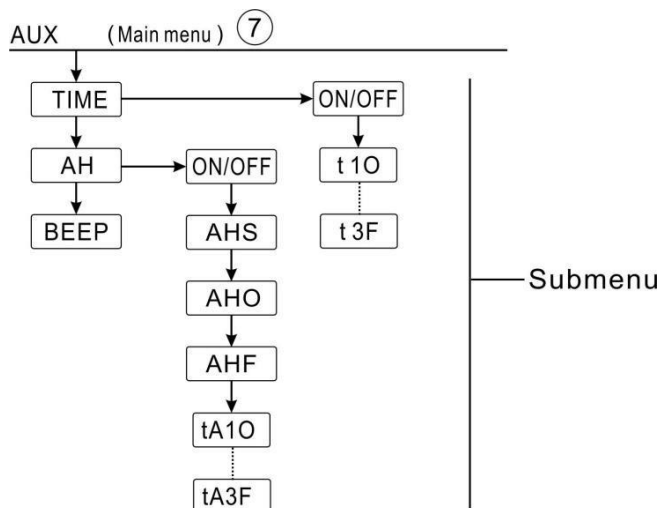 AUX (Main menu) 7
TIME ON/OFF
AH ON/OFF t 1O
BEEP AHS t 3F
Submenu
AHO
AHF
tA1O
tA3F